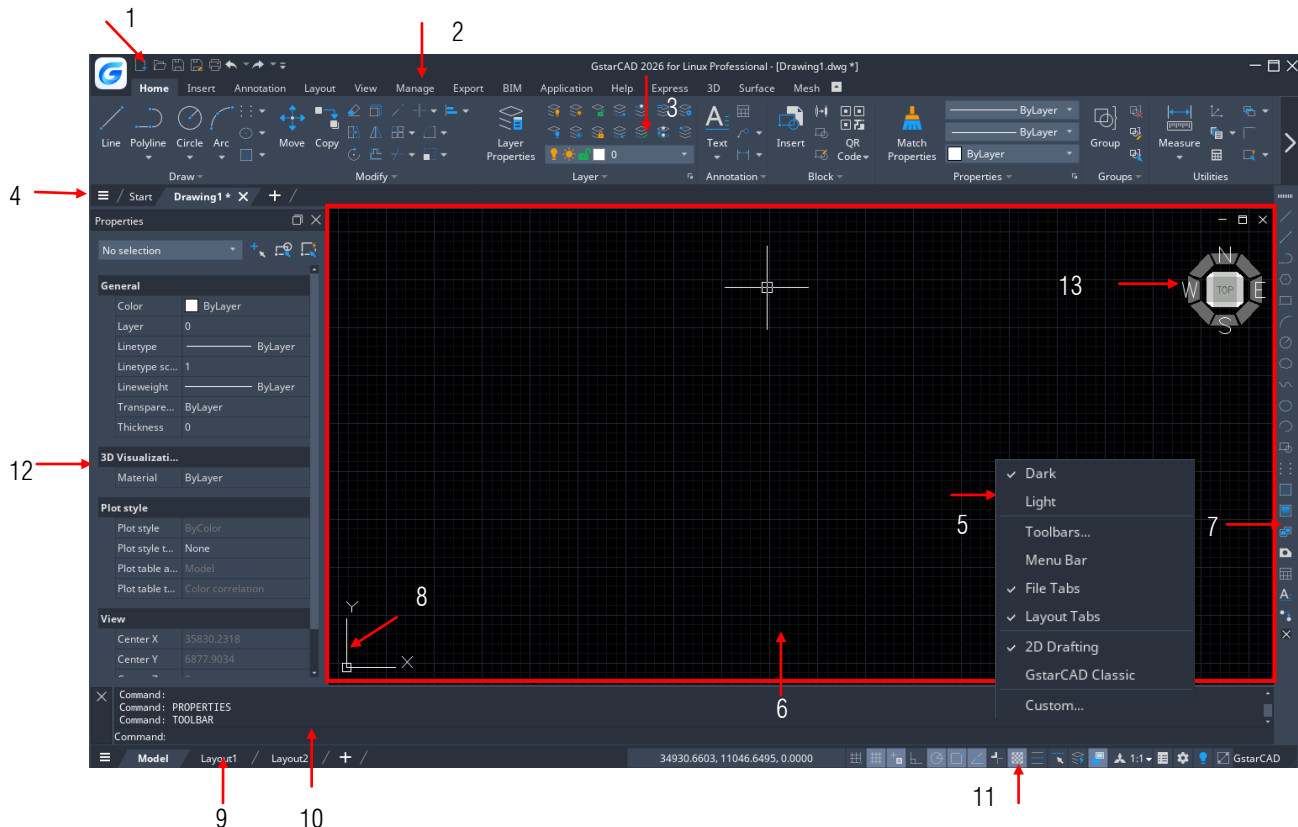 1
2
GstarCAD 2026 for Linux Professional - [Drawing1.dwg *]
Home Insert Annotation Layout View Manage Export BIM Application Help Express 3D Surface Mesh
3
Line Polyline Circle Arc Move Copy Layer Properties 0 Text Insert QR Code Match Properties ByLayer ByLayer ByLayer Group Measure
Draw Modify Layer Annotation Block Properties Groups Utilities
4
Start Drawing1 * X +
Properties
No selection
General
Color ByLayer
Layer 0
Linetype ByLayer
Linetype sc... 1
Lineweight ByLayer
Transpare... ByLayer
Thickness 0
12
3D Visualizati...
Material ByLayer
Plot style
Plot style ByColor
Plot style t... None
Plot table a... Model
Plot table t... Color correlation
View
Center X 35830.2318
Center Y 6877.9034
N
W TOP E
S
13
Dark
Light
Toolbars...
Menu Bar
File Tabs
Layout Tabs
2D Drafting
GstarCAD Classic
Custom...
5
7
8
Y
X
6
Command:
Command: PROPERTIES
Command: TOOLBAR
Command:
Model Layout1 Layout2 + 34930.6603, 11046.6495, 0.0000 1:1 GstarCAD
9
10
11